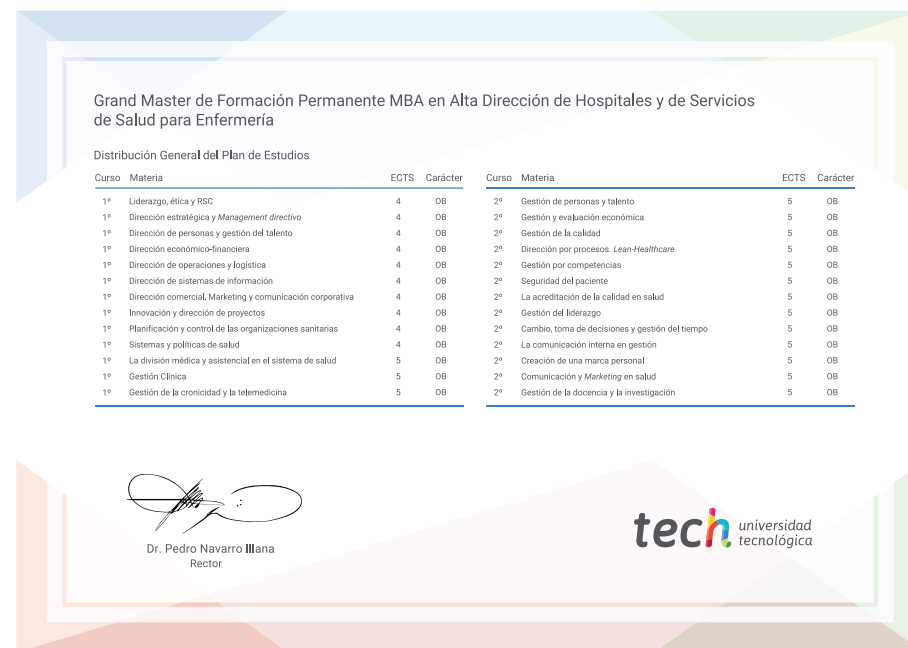 Grand Master de Formación Permanente MBA en Alta Dirección de Hospitales y de Servicios
de Salud para Enfermería
Distribución General del Plan de Estudios
Curso Materia ECTS Carácter
1º Liderazgo, ética y RSC 4 OB
1º Dirección estratégica y Management directivo 4 OB
1º Dirección de personas y gestión del talento 4 OB
1º Dirección económico-financiera 4 OB
1º Dirección de operaciones y logística 4 OB
1º Dirección de sistemas de información 4 OB
1º Dirección comercial, Marketing y comunicación corporativa 4 OB
1º Innovación y dirección de proyectos 4 OB
1º Planificación y control de las organizaciones sanitarias 4 OB
1º Sistemas y políticas de salud 4 OB
1º La división médica y asistencial en el sistema de salud 5 OB
1º Gestión Clínica 5 OB
1º Gestión de la cronicidad y la telemedicina 5 OB
Curso Materia ECTS Carácter
2º Gestión de personas y talento 5 OB
2º Gestión y evaluación económica 5 OB
2º Gestión de la calidad 5 OB
2º Dirección por procesos. Lean-Healthcare 5 OB
2º Gestión por competencias 5 OB
2º Seguridad del paciente 5 OB
2º La acreditación de la calidad en salud 5 OB
2º Gestión del liderazgo 5 OB
2º Cambio, toma de decisiones y gestión del tiempo 5 OB
2º La comunicación interna en gestión 5 OB
2º Creación de una marca personal 5 OB
2º Comunicación y Marketing en salud 5 OB
2º Gestión de la docencia y la investigación 5 OB
Dr. Pedro Navarro Illana
Rector
tech universidad
tecnológica